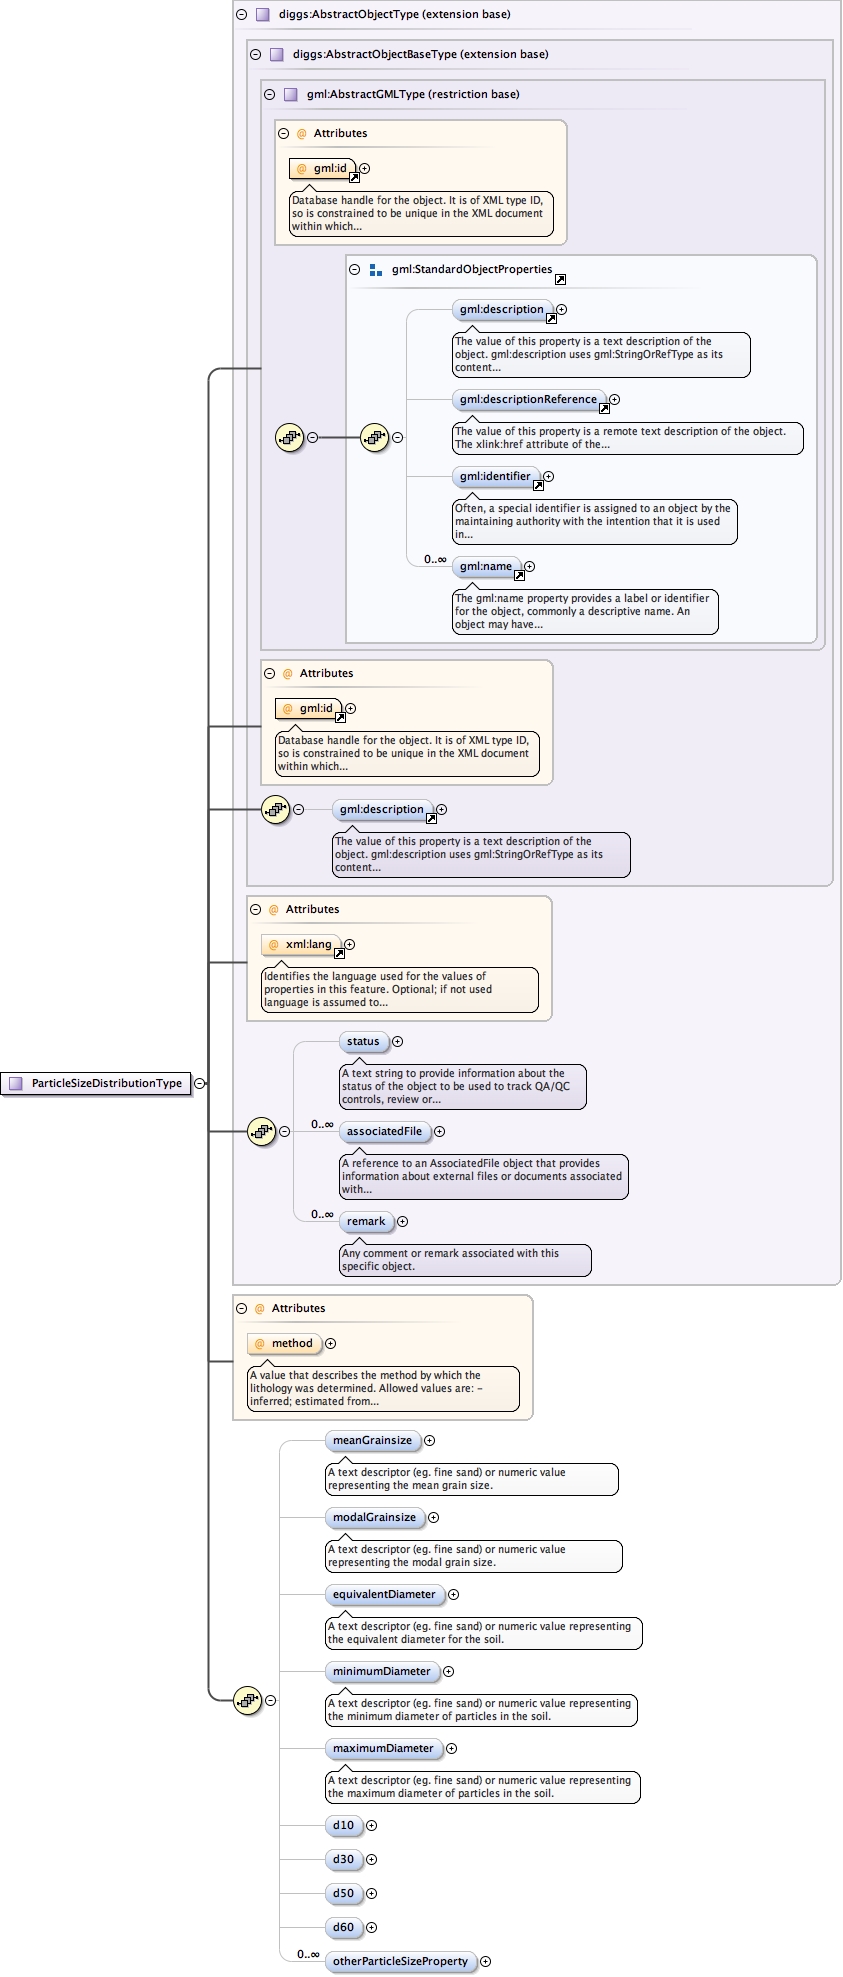 diggs:AbstractObjectType (extension base)
diggs:AbstractObjectBaseType (extension base)
gml:AbstractGMLType (restriction base)
@ Attributes
@ gml:id
Database handle for the object. It is of XML type ID,
so is constrained to be unique in the XML document
within which...
gml:StandardObjectProperties
gml:description
The value of this property is a text description of the
object. gml:description uses gml:StringOrRefType as its
content...
gml:descriptionReference
The value of this property is a remote text description of the object.
The xlink:href attribute of the...
gml:identifier
Often, a special identifier is assigned to an object by the
maintaining authority with the intention that it is used
in...
0..∞
gml:name
The gml:name property provides a label or identifier
for the object, commonly a descriptive name. An
object may have...
@ Attributes
@ gml:id
Database handle for the object. It is of XML type ID,
so is constrained to be unique in the XML document
within which...
gml:description
The value of this property is a text description of the
object. gml:description uses gml:StringOrRefType as its
content...
@ Attributes
@ xml:lang
Identifies the language used for the values of
properties in this feature. Optional; if not used
language is assumed to...
status
A text string to provide information about the
status of the object to be used to track QA/QC
controls, review or...
ParticleSizeDistributionType
0..∞
associatedFile
A reference to an AssociatedFile object that provides
information about external files or documents associated
with...
0..∞
remark
Any comment or remark associated with this
specific object.
@ Attributes
@ method
A value that describes the method by which the
lithology was determined. Allowed values are: -
inferred; estimated from...
meanGrainsize
A text descriptor (eg. fine sand) or numeric value
representing the mean grain size.
modalGrainsize
A text descriptor (eg. fine sand) or numeric value
representing the modal grain size.
equivalentDiameter
A text descriptor (eg. fine sand) or numeric value representing
the equivalent diameter for the soil.
minimumDiameter
A text descriptor (eg. fine sand) or numeric value representing
the minimum diameter of particles in the soil.
maximumDiameter
A text descriptor (eg. fine sand) or numeric value representing
the maximum diameter of particles in the soil.
d10
d30
d50
d60
0..∞
otherParticleSizeProperty